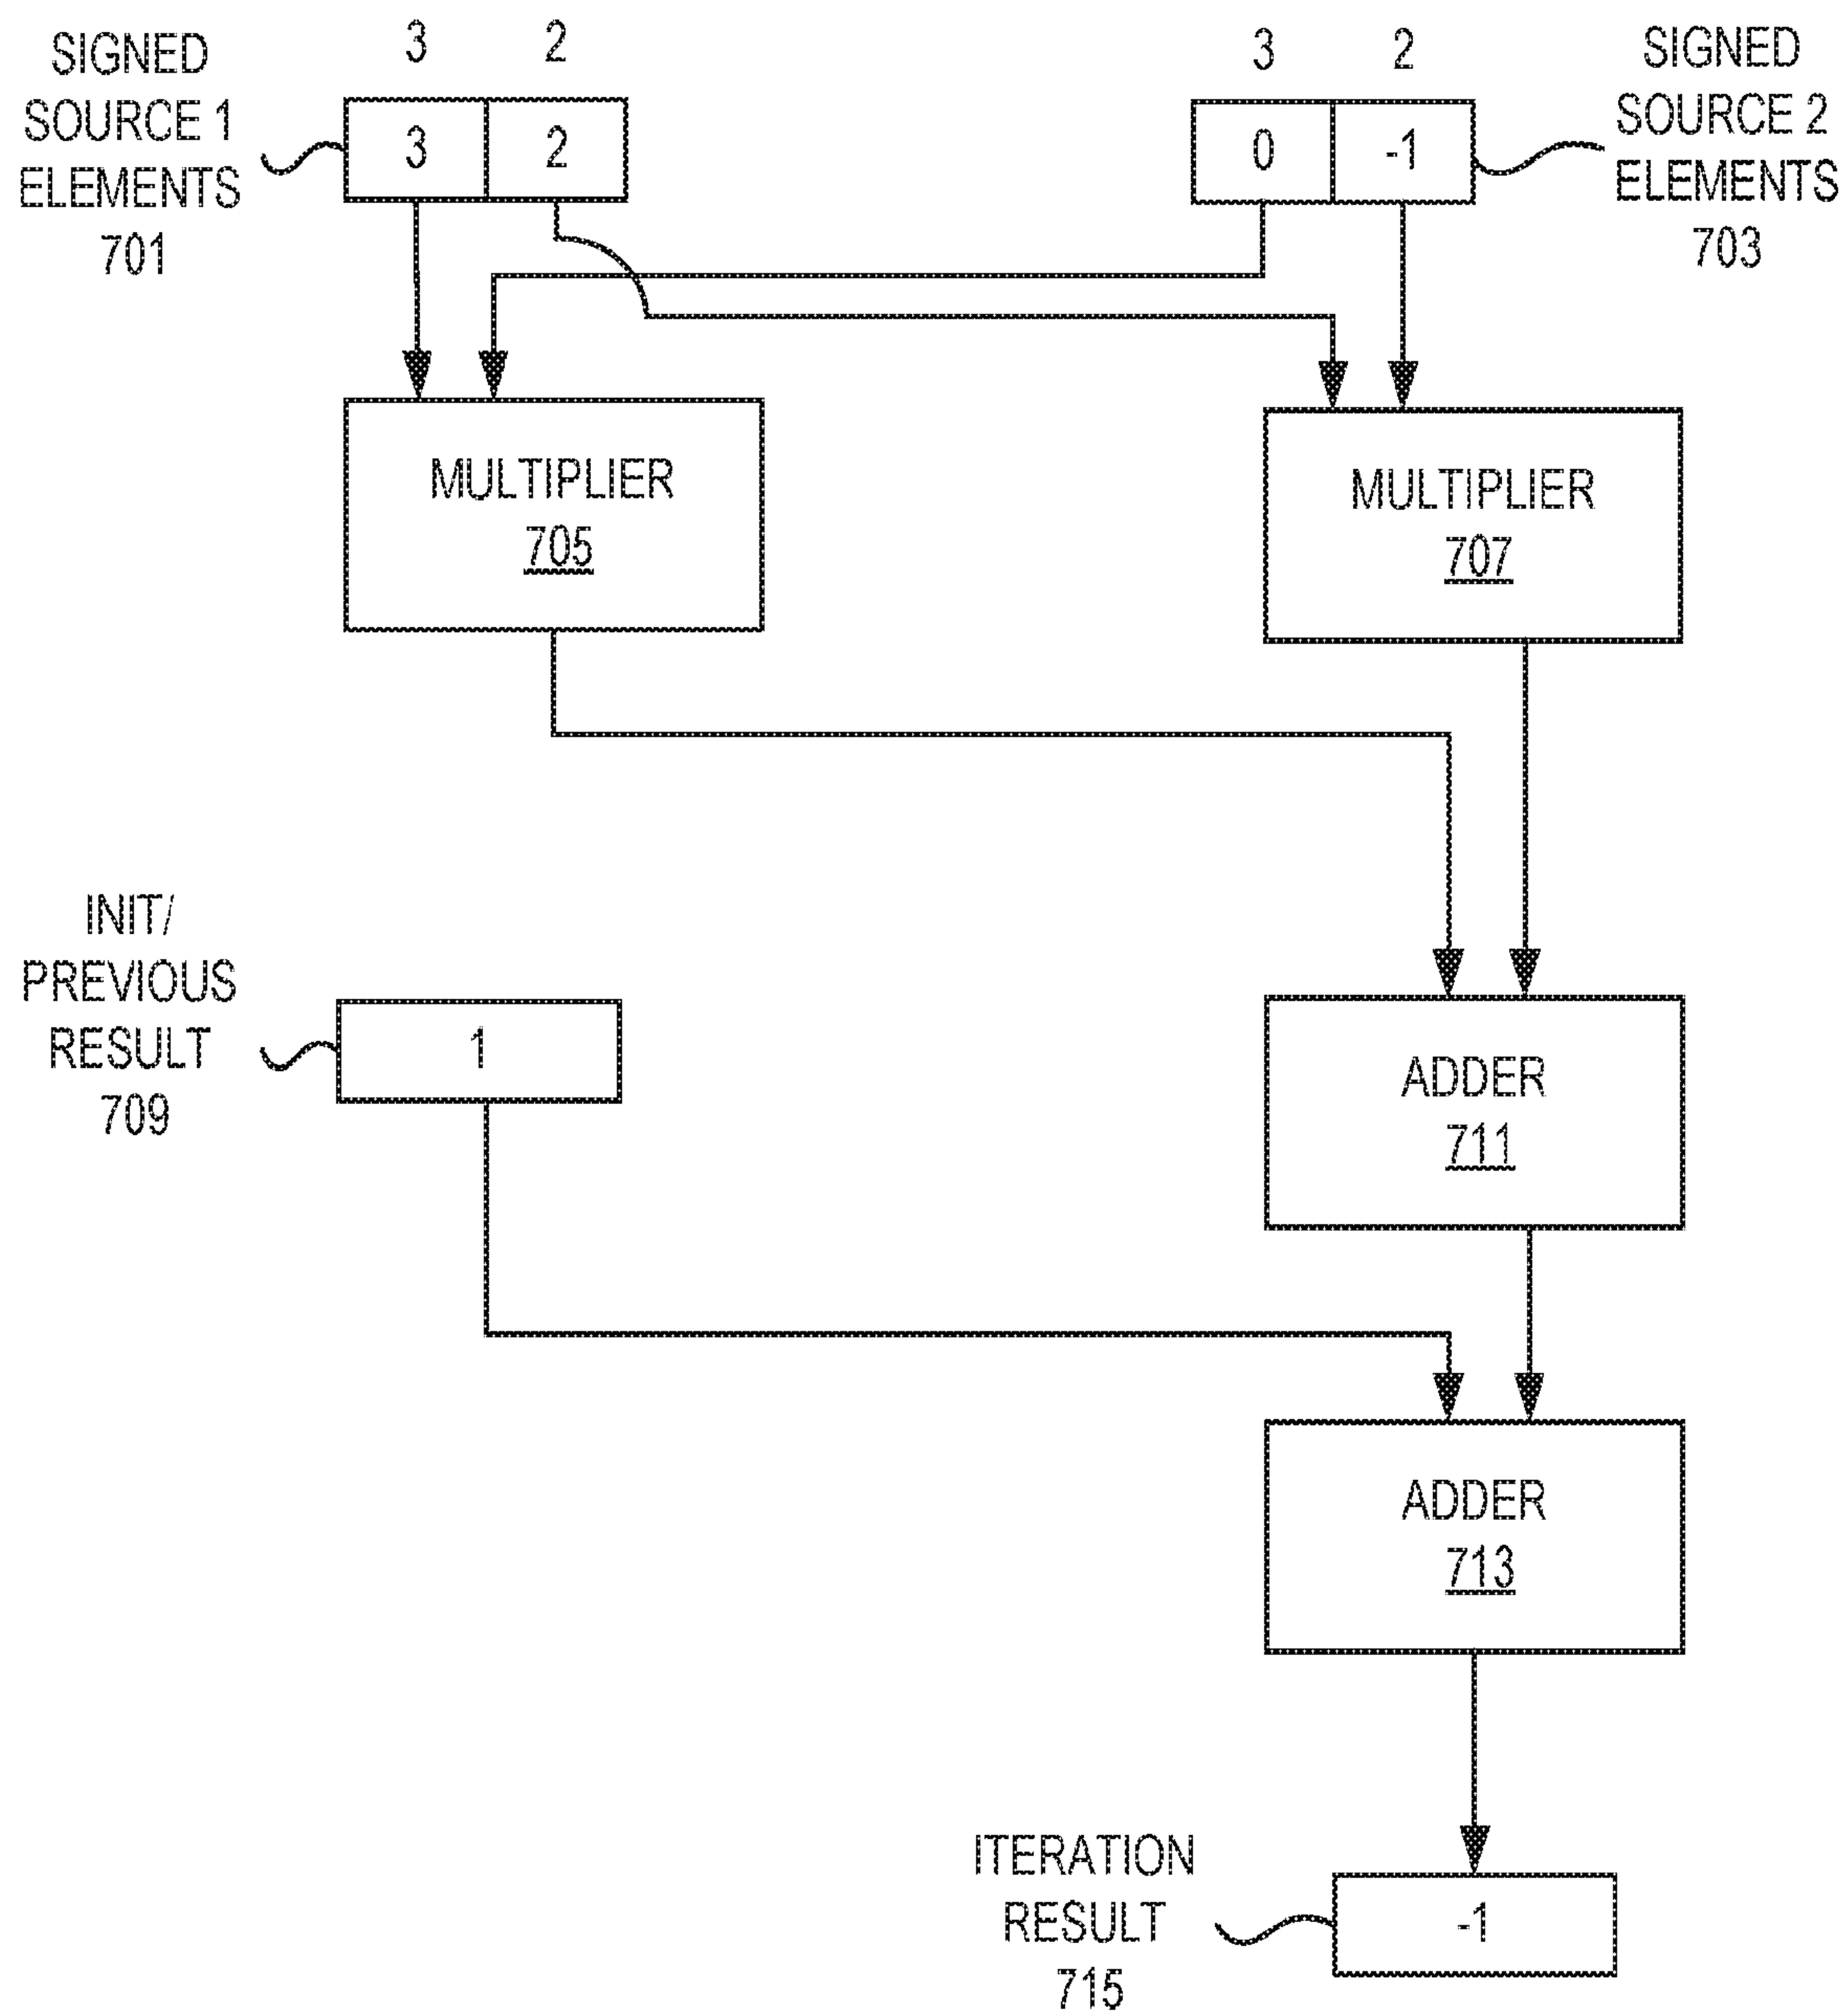 SIGNED
SOURCE 1
ELEMENTS
701
3 2
3 2
3 2
0 -1
SIGNED
SOURCE 2
ELEMENTS
703
MULTIPLIER
705
MULTIPLIER
707
INIT/
PREVIOUS
RESULT
709
1
ADDER
711
ADDER
713
ITERATION
RESULT
715
-1